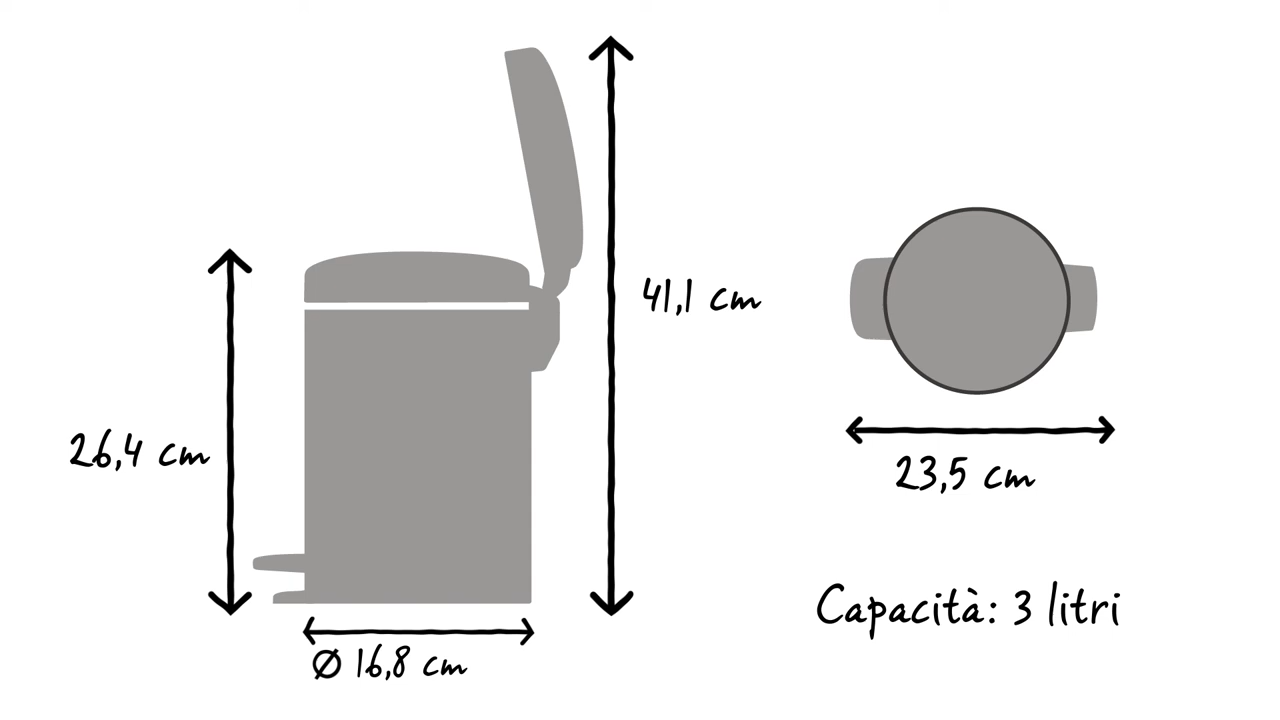 41,1 cm
26,4 cm
23,5 cm
Capacità: 3 litri
Ø 16,8 cm